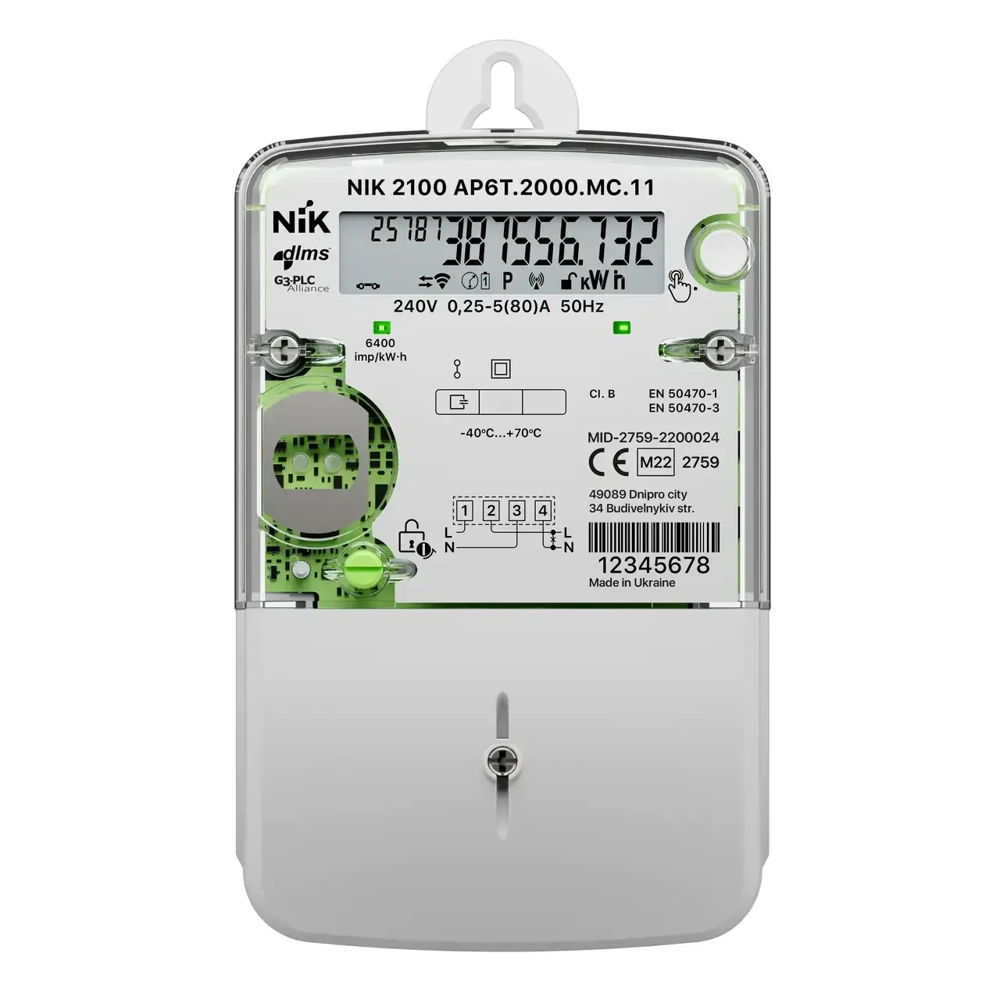 NIK 2100 AP6T.2000.MC.11
NiK
dlms
G3-PLC
Alliance
25787
387556.732
1 P kWh
240V 0,25-5(80)A 50Hz
6400
imp/kW·h
Cl. B
EN 50470-1
EN 50470-3
-40°C...+70°C
MID-2759-2200024
CE M22 2759
49089 Dnipro city
34 Budivelnykiv str.
1 2 3 4
L L
N N
12345678
Made in Ukraine